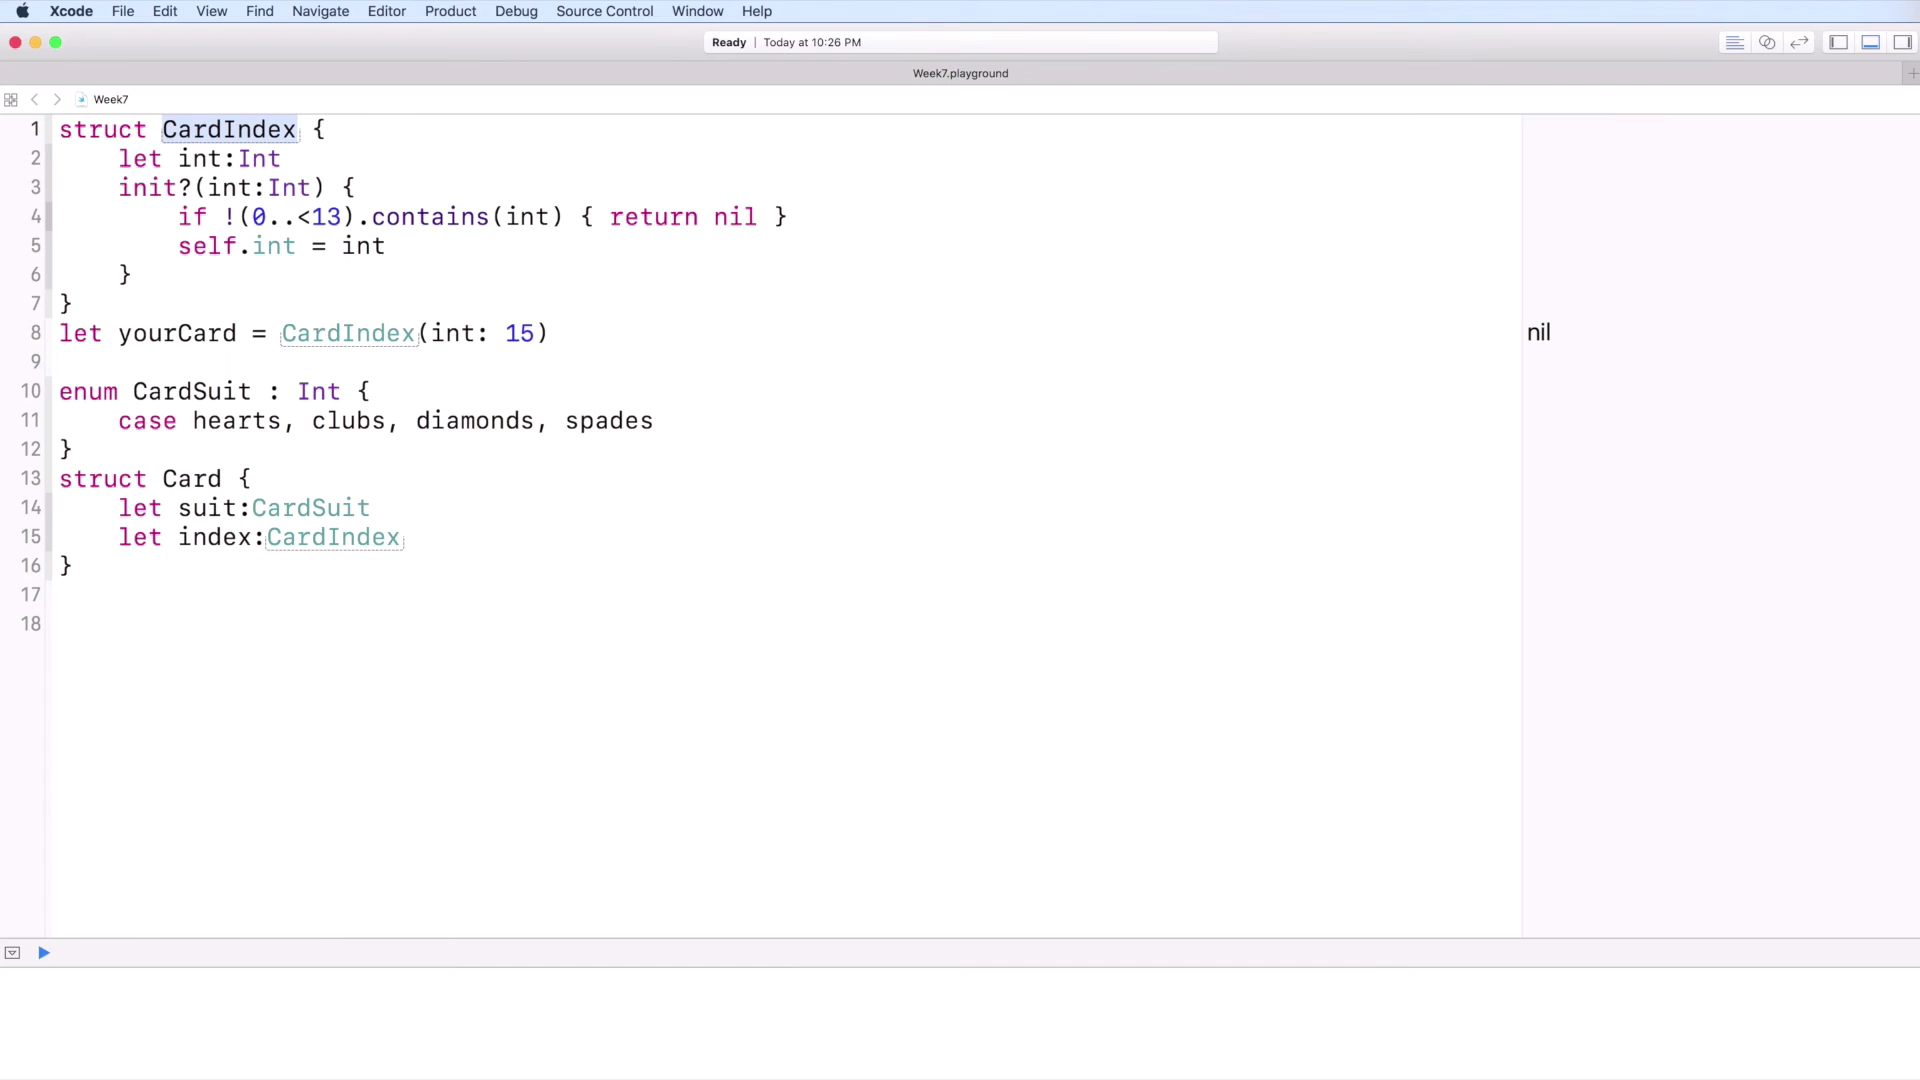 Xcode File Edit View Find Navigate Editor Product Debug Source Control Window Help
Ready | Today at 10:26 PM
Week7.playground
Week7
1 struct CardIndex {
2 let int:Int
3 init?(int:Int) {
4 if !(0..<13).contains(int) { return nil }
5 self.int = int
6 }
7 }
8 let yourCard = CardIndex(int: 15) nil
9
10 enum CardSuit : Int {
11 case hearts, clubs, diamonds, spades
12 }
13 struct Card {
14 let suit:CardSuit
15 let index:CardIndex
16 }
17
18